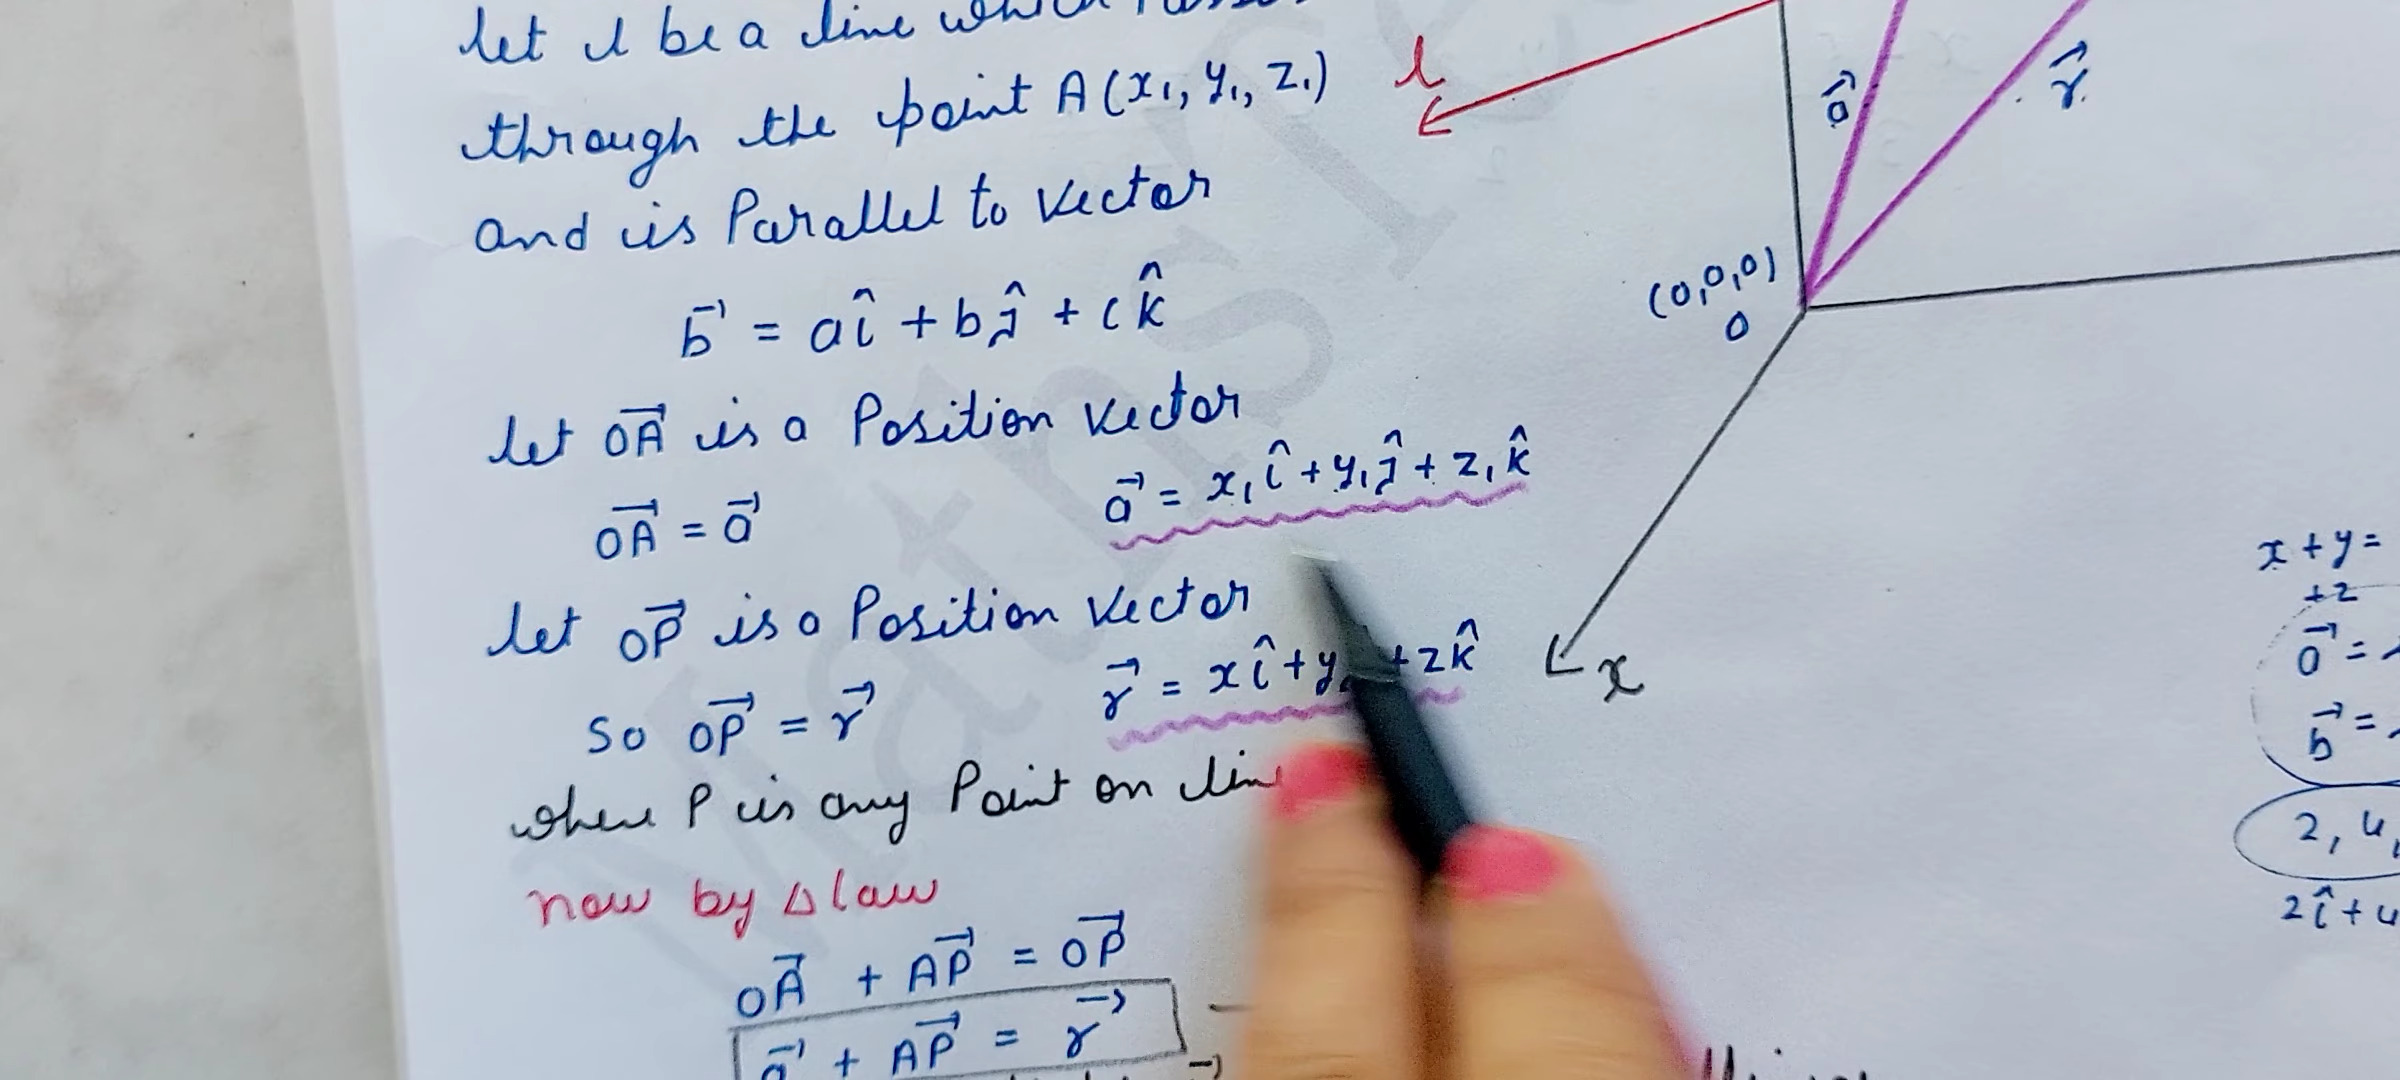 let l be a line which
through the point A(x₁, y₁, z₁)
and is Parallel to vector
b⃗ = aî + bĵ + ck̂
let OA⃗ is a Position vector
OA⃗ = a⃗
a⃗ = x₁î + y₁ĵ + z₁k̂
let OP⃗ is a Position vector
So OP⃗ = r⃗
r⃗ = xî + y + zk̂
where P is any Point on
now by Δ law
OA⃗ + AP⃗ = OP⃗
a⃗ + AP⃗ = r⃗
l
a⃗
r⃗
(0,0,0)
O
x
x + y =
+z
a⃗ =
b⃗ =
2, 4,
2î + 4
Maths